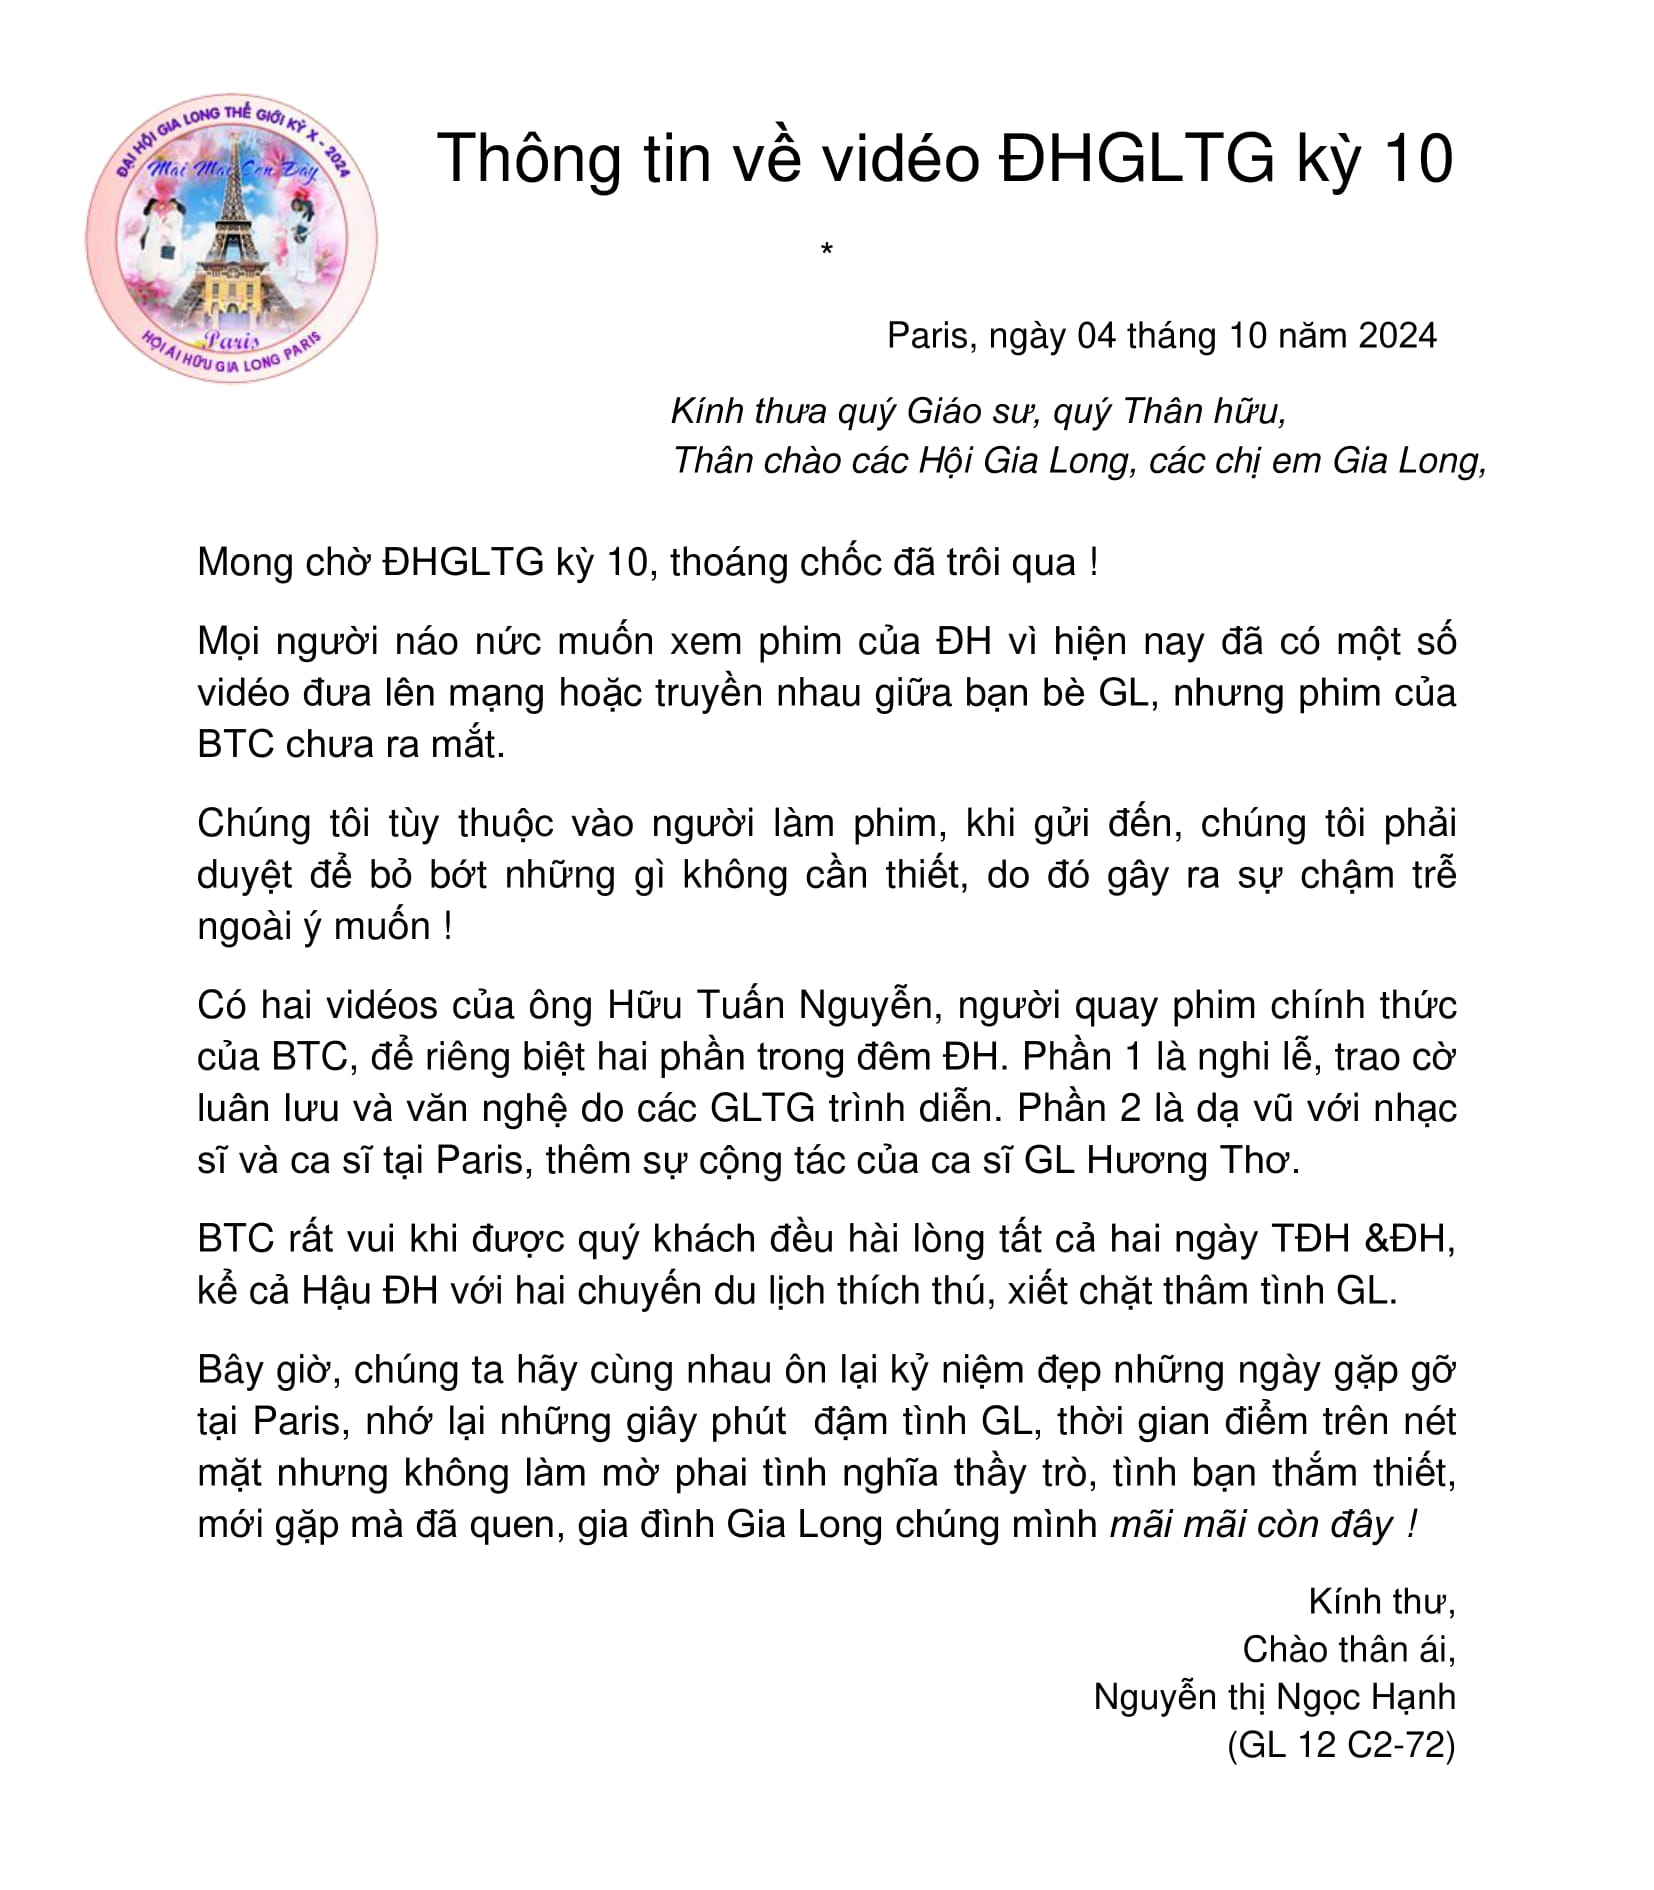 ĐẠI HỘI GIA LONG THẾ GIỚI KỲ X - 2024
Mãi Mãi Còn Đây
Paris
HỘI ÁI HỮU GIA LONG PARIS
Thông tin về vidéo ĐHGLTG kỳ 10
*
Paris, ngày 04 tháng 10 năm 2024
Kính thưa quý Giáo sư, quý Thân hữu,
Thân chào các Hội Gia Long, các chị em Gia Long,
Mong chờ ĐHGLTG kỳ 10, thoáng chốc đã trôi qua !
Mọi người náo nức muốn xem phim của ĐH vì hiện nay đã có một số
vidéo đưa lên mạng hoặc truyền nhau giữa bạn bè GL, nhưng phim của
BTC chưa ra mắt.
Chúng tôi tùy thuộc vào người làm phim, khi gửi đến, chúng tôi phải
duyệt để bỏ bớt những gì không cần thiết, do đó gây ra sự chậm trễ
ngoài ý muốn !
Có hai vidéos của ông Hữu Tuấn Nguyễn, người quay phim chính thức
của BTC, để riêng biệt hai phần trong đêm ĐH. Phần 1 là nghi lễ, trao cờ
luân lưu và văn nghệ do các GLTG trình diễn. Phần 2 là dạ vũ với nhạc
sĩ và ca sĩ tại Paris, thêm sự cộng tác của ca sĩ GL Hương Thơ.
BTC rất vui khi được quý khách đều hài lòng tất cả hai ngày TĐH &ĐH,
kể cả Hậu ĐH với hai chuyến du lịch thích thú, xiết chặt thâm tình GL.
Bây giờ, chúng ta hãy cùng nhau ôn lại kỷ niệm đẹp những ngày gặp gỡ
tại Paris, nhớ lại những giây phút  đậm tình GL, thời gian điểm trên nét
mặt nhưng không làm mờ phai tình nghĩa thầy trò, tình bạn thắm thiết,
mới gặp mà đã quen, gia đình Gia Long chúng mình mãi mãi còn đây !
Kính thư,
Chào thân ái,
Nguyễn thị Ngọc Hạnh
(GL 12 C2-72)